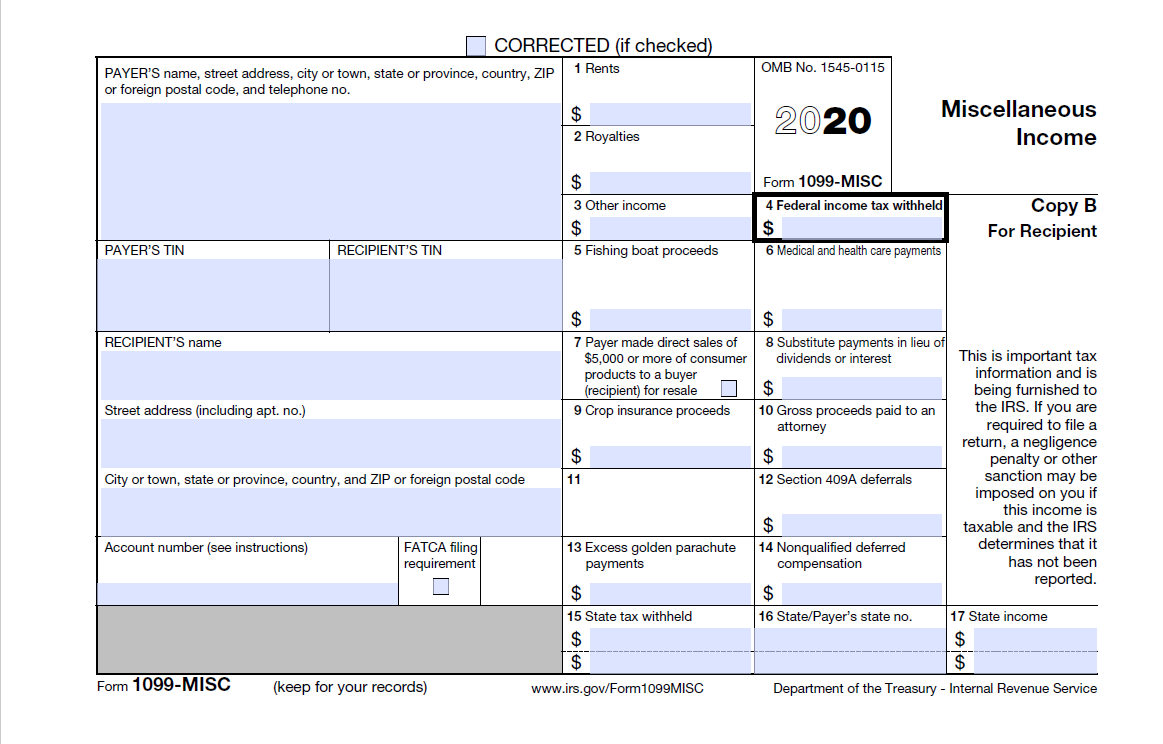 CORRECTED (if checked)
PAYER'S name, street address, city or town, state or province, country, ZIP
or foreign postal code, and telephone no.
1 Rents
$
2 Royalties
$
OMB No. 1545-0115
2020
Form 1099-MISC
Miscellaneous
Income
3 Other income
$
4 Federal income tax withheld
$
Copy B
For Recipient
PAYER'S TIN
RECIPIENT'S TIN
5 Fishing boat proceeds
$
6 Medical and health care payments
$
RECIPIENT'S name
7 Payer made direct sales of
$5,000 or more of consumer
products to a buyer
(recipient) for resale
8 Substitute payments in lieu of
dividends or interest
$
This is important tax
information and is
being furnished to
the IRS. If you are
required to file a
return, a negligence
penalty or other
sanction may be
imposed on you if
this income is
taxable and the IRS
determines that it
has not been
reported.
Street address (including apt. no.)
9 Crop insurance proceeds
$
10 Gross proceeds paid to an
attorney
$
City or town, state or province, country, and ZIP or foreign postal code
11
12 Section 409A deferrals
$
Account number (see instructions)
FATCA filing
requirement
13 Excess golden parachute
payments
$
14 Nonqualified deferred
compensation
$
15 State tax withheld
$
$
16 State/Payer's state no.
17 State income
$
$
Form 1099-MISC
(keep for your records)
www.irs.gov/Form1099MISC
Department of the Treasury - Internal Revenue Service